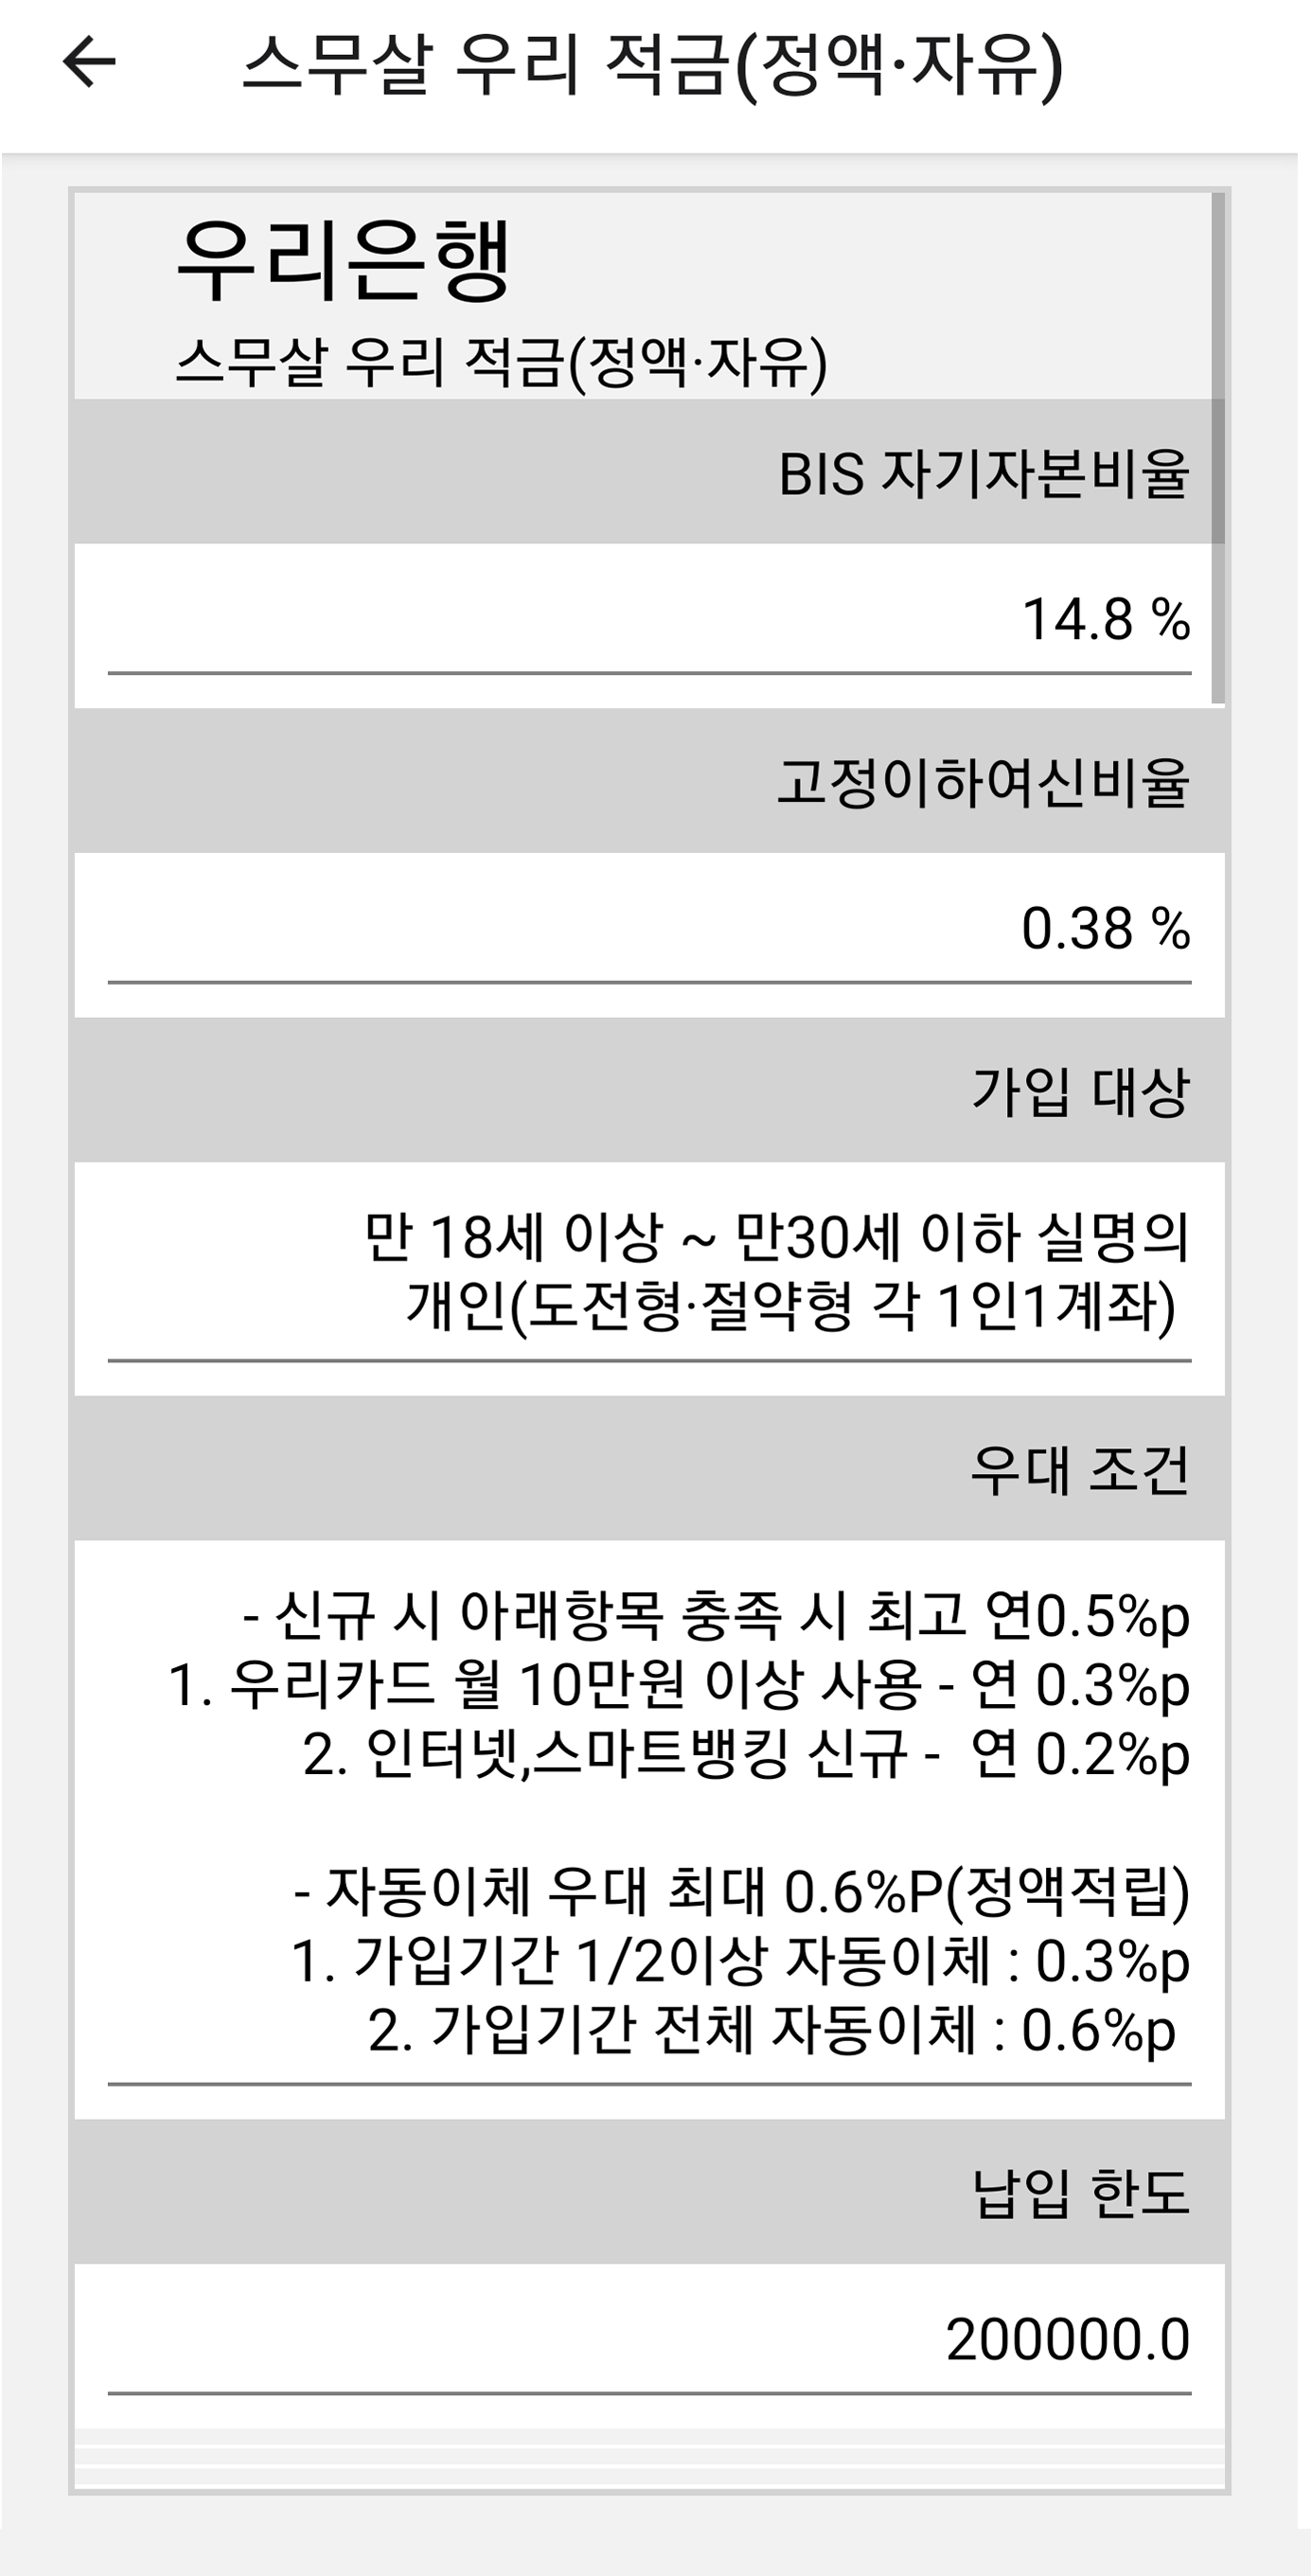 스무살 우리 적금(정액·자유)
우리은행
스무살 우리 적금(정액·자유)
BIS 자기자본비율
14.8 %
고정이하여신비율
0.38 %
가입 대상
만 18세 이상 ~ 만30세 이하 실명의
개인(도전형·절약형 각 1인1계좌)
우대 조건
- 신규 시 아래항목 충족 시 최고 연0.5%p
1. 우리카드 월 10만원 이상 사용 - 연 0.3%p
2. 인터넷,스마트뱅킹 신규 -  연 0.2%p
- 자동이체 우대 최대 0.6%P(정액적립)
1. 가입기간 1/2이상 자동이체 : 0.3%p
2. 가입기간 전체 자동이체 : 0.6%p
납입 한도
200000.0